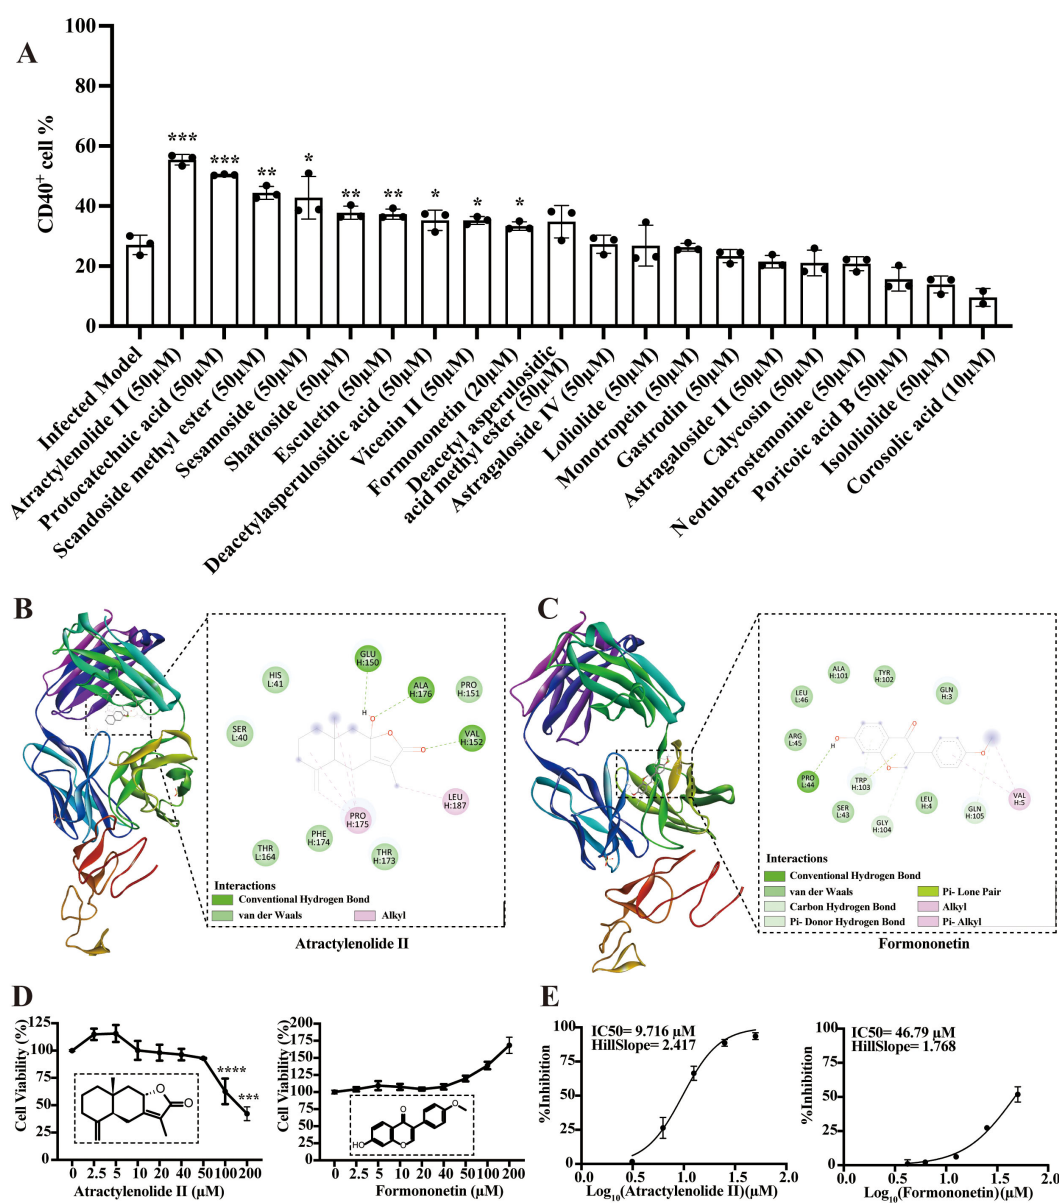 A
CD40+ cell %
100
80
60
40
20
0
*** *** ** * ** ** * * *
Infected Model
Atractylenolide II (50μM)
Protocatechuic acid (50μM)
Scandoside methyl ester (50μM)
Sesamoside (50μM)
Shaftoside (50μM)
Esculetin (50μM)
Deacetylasperulosidic acid (50μM)
Vicenin II (50μM)
Formononetin (20μM)
Deacetyl asperulosidic
acid methyl ester (50μM)
Astragaloside IV (50μM)
Loliolide (50μM)
Monotropein (50μM)
Gastrodin (50μM)
Astragaloside II (50μM)
Calycosin (50μM)
Neotuberostemonine (50μM)
Poricoic acid B (50μM)
Isololiolide (50μM)
Corosolic acid (10μM)
B
GLU
H:150
HIS
L:41
ALA
H:176
PRO
H:151
SER
L:40
VAL
H:152
LEU
H:187
PRO
H:175
PHE
H:174
THR
L:164
THR
H:173
H
O
O
O
Interactions
Conventional Hydrogen Bond
van der Waals
Alkyl
Atractylenolide II
C
ALA
H:101
TYR
H:102
GLN
H:3
LEU
L:46
ARG
L:45
PRO
L:44
TRP
H:103
SER
L:43
GLY
H:104
LEU
H:4
GLN
H:105
VAL
H:5
H
O
O
O
O
Interactions
Conventional Hydrogen Bond
van der Waals
Pi- Lone Pair
Carbon Hydrogen Bond
Alkyl
Pi- Donor Hydrogen Bond
Pi- Alkyl
Formononetin
D
Cell Viability (%)
125
100
75
50
25
0
****
***
O
O
0 2.5 5 10 20 40 50 100 200
Atractylenolide II (μM)
Cell Viability (%)
200
175
150
125
100
75
50
25
0
O
O
HO
O
0 2.5 5 10 20 40 50 100 200
Formononetin (μM)
E
IC50= 9.716 μM
HillSlope= 2.417
%Inhibition
100
75
50
25
0
0.0 0.5 1.0 1.5 2.0
Log10(Atractylenolide II)(μM)
IC50= 46.79 μM
HillSlope= 1.768
%Inhibition
100
75
50
25
0
0.0 0.5 1.0 1.5 2.0
Log10(Formononetin)(μM)